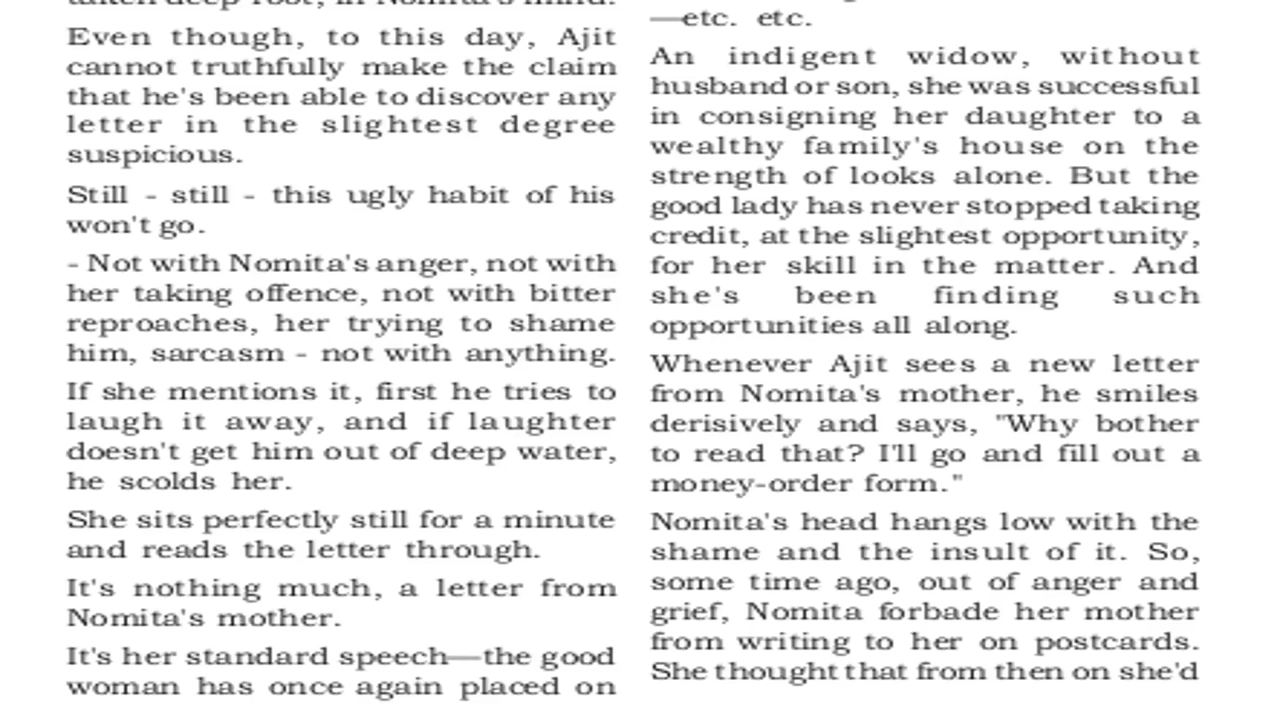 Even though, to this day, Ajit
cannot truthfully make the claim
that he's been able to discover any
letter in the slightest degree
suspicious.
Still - still - this ugly habit of his
won't go.
- Not with Nomita's anger, not with
her taking offence, not with bitter
reproaches, her trying to shame
him, sarcasm - not with anything.
If she mentions it, first he tries to
laugh it away, and if laughter
doesn't get him out of deep water,
he scolds her.
She sits perfectly still for a minute
and reads the letter through.
It's nothing much, a letter from
Nomita's mother.
It's her standard speech—the good
woman has once again placed on
—etc. etc.
An indigent widow, without
husband or son, she was successful
in consigning her daughter to a
wealthy family's house on the
strength of looks alone. But the
good lady has never stopped taking
credit, at the slightest opportunity,
for her skill in the matter. And
she's been finding such
opportunities all along.
Whenever Ajit sees a new letter
from Nomita's mother, he smiles
derisively and says, "Why bother
to read that? I'll go and fill out a
money-order form."
Nomita's head hangs low with the
shame and the insult of it. So,
some time ago, out of anger and
grief, Nomita forbade her mother
from writing to her on postcards.
She thought that from then on she'd